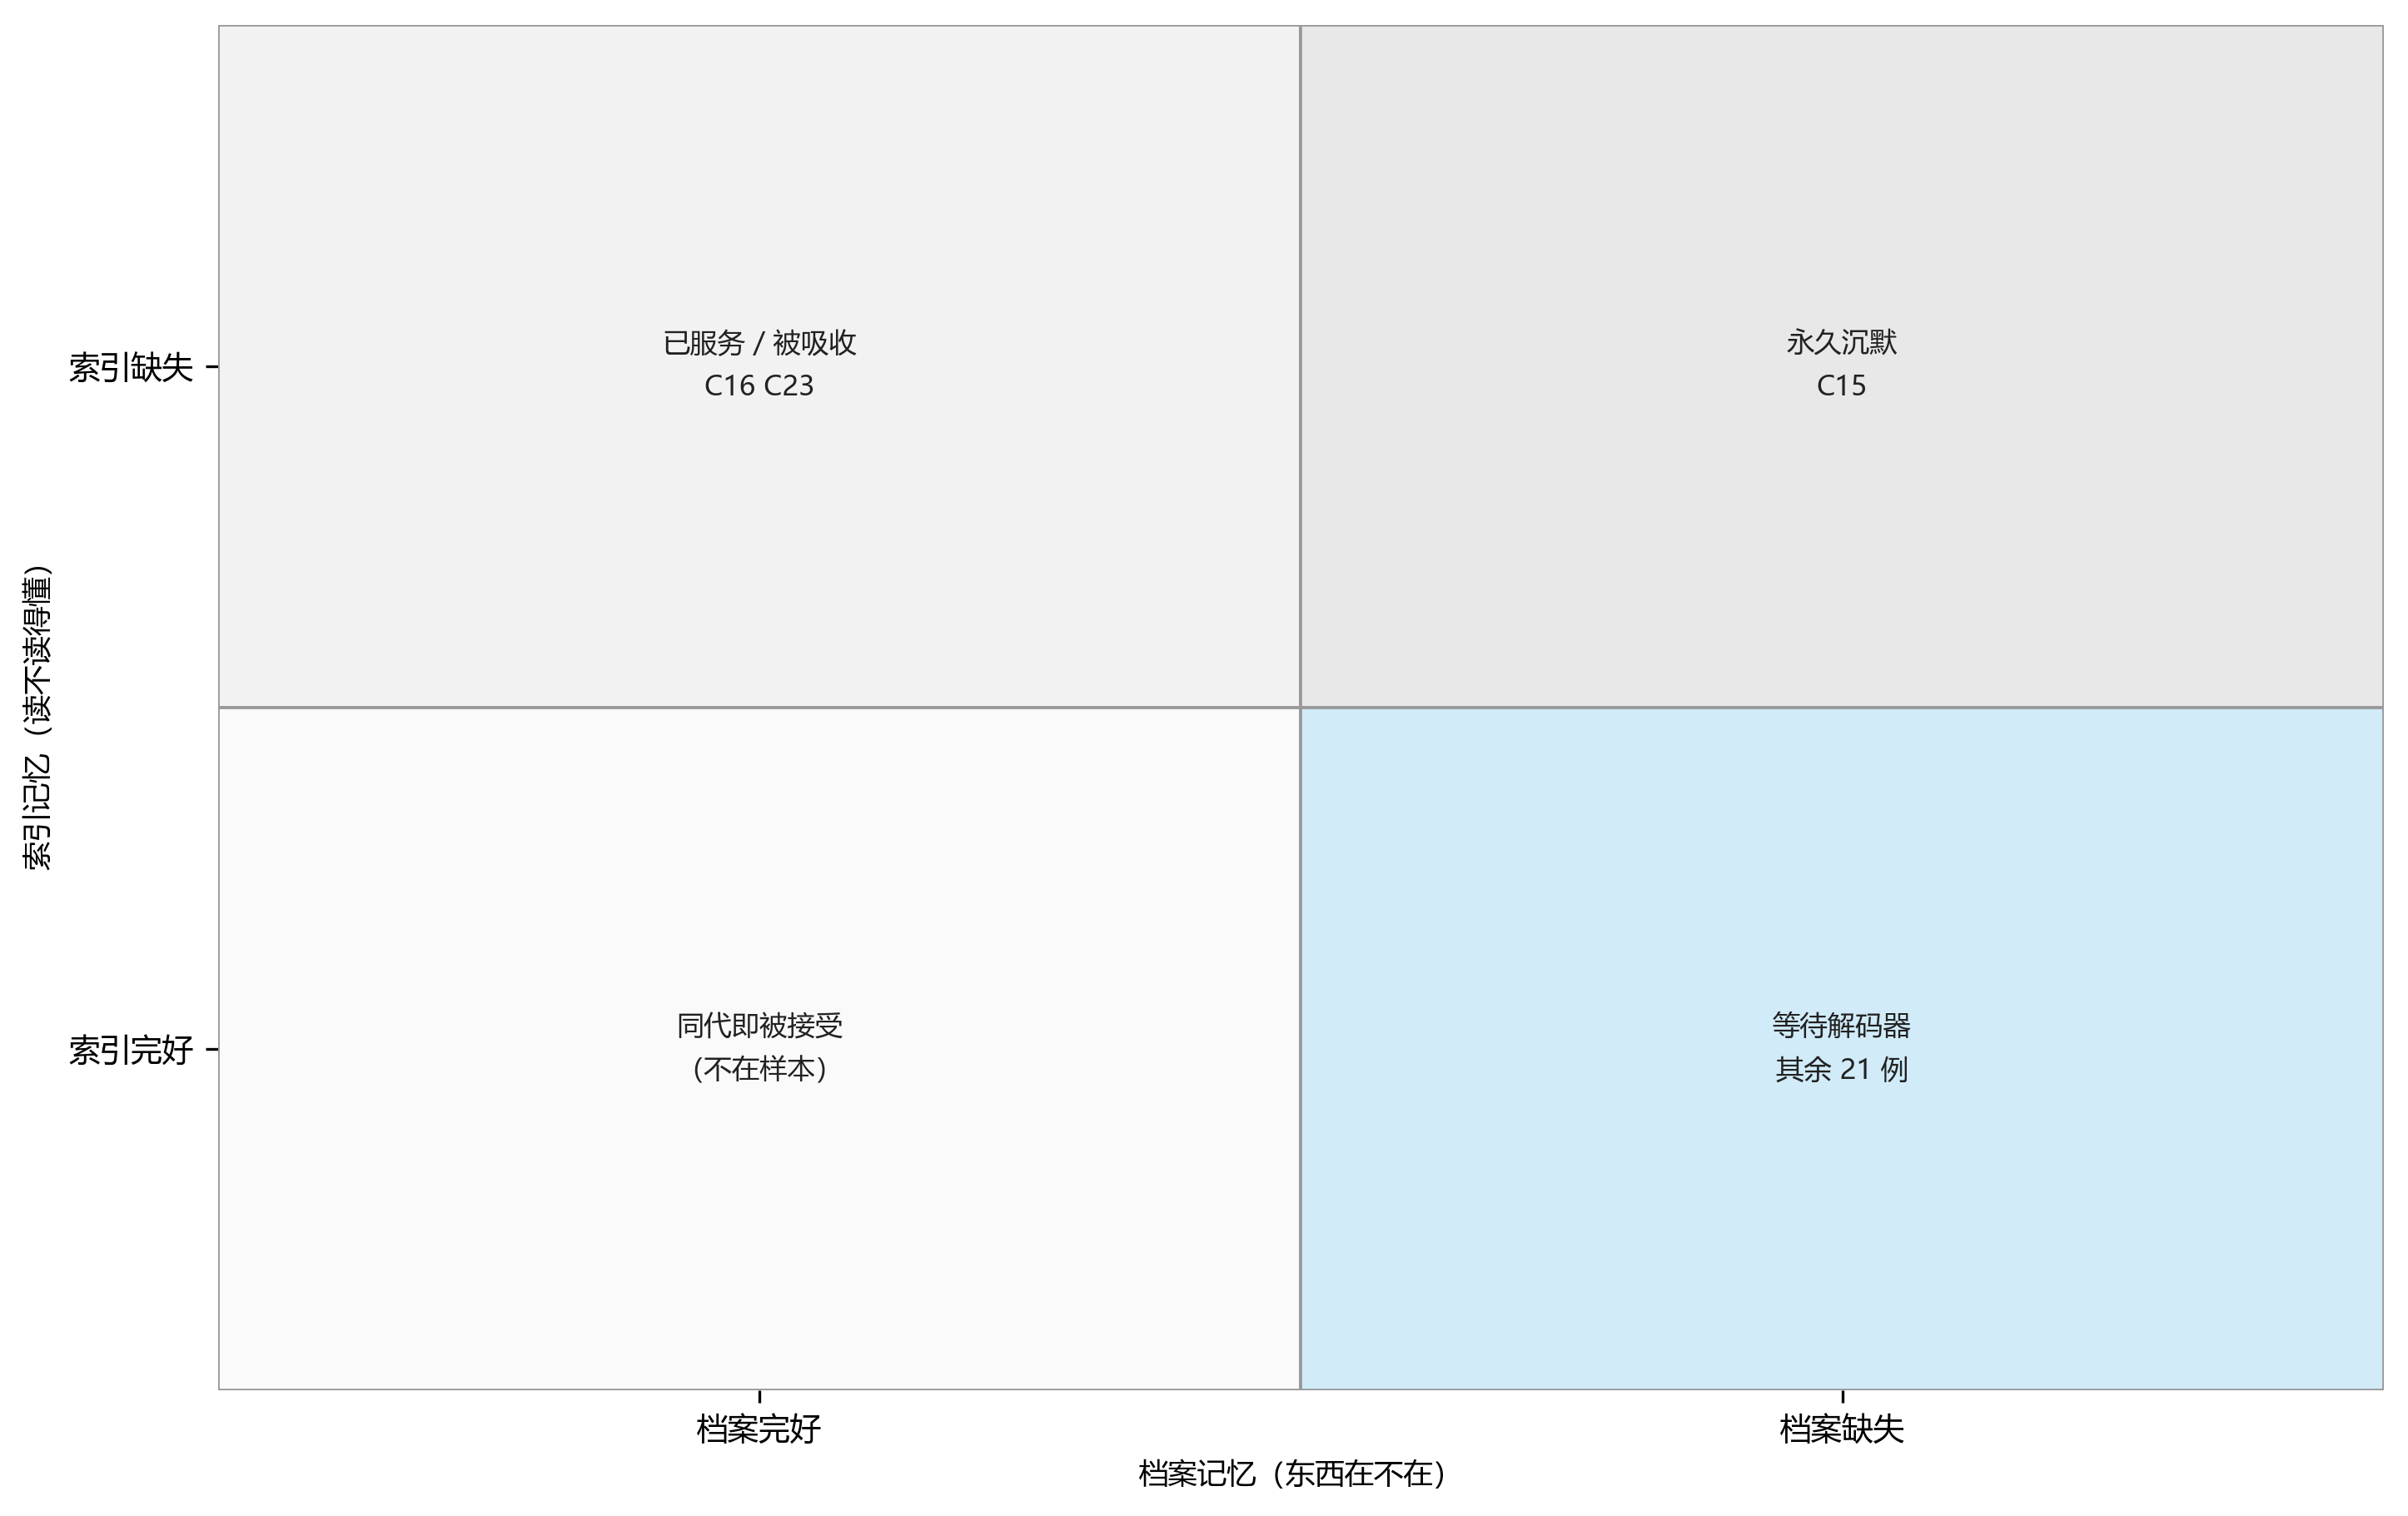 已服务 / 被吸收
C16 C23
永久沉默
C15
索引缺失
索引记忆（读不读得懂）
同代即被接受
(不在样本)
等待解码器
其余 21 例
索引完好
档案完好
档案缺失
档案记忆（东西在不在）